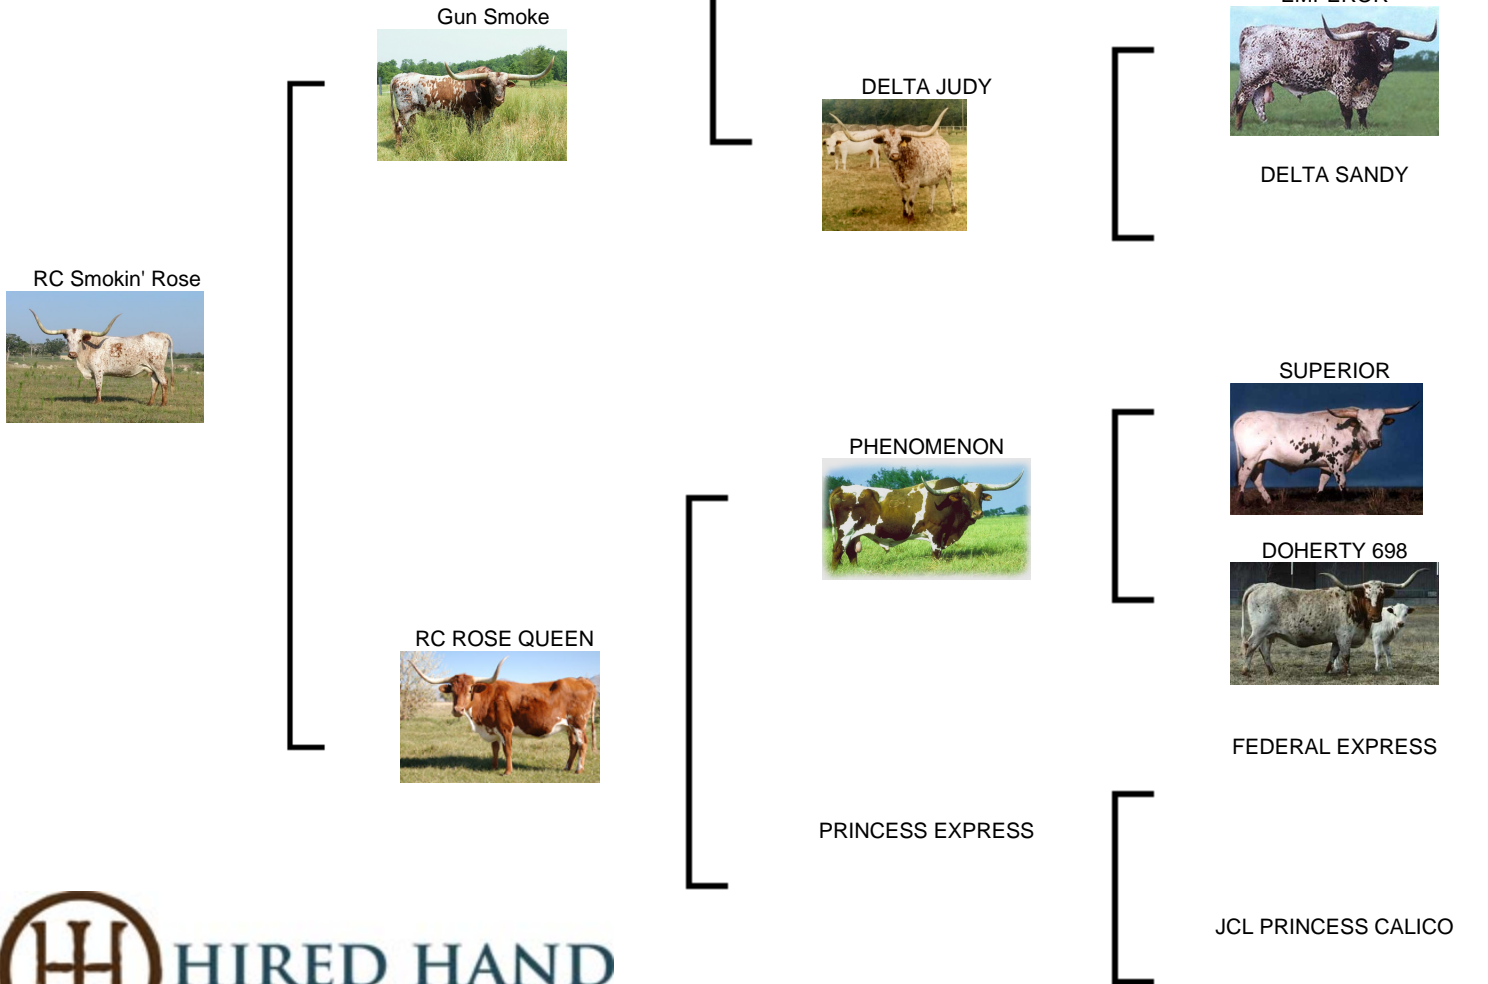 Gun Smoke
DELTA JUDY
DELTA SANDY
RC Smokin' Rose
SUPERIOR
PHENOMENON
DOHERTY 698
RC ROSE QUEEN
FEDERAL EXPRESS
PRINCESS EXPRESS
JCL PRINCESS CALICO
HIRED HAND